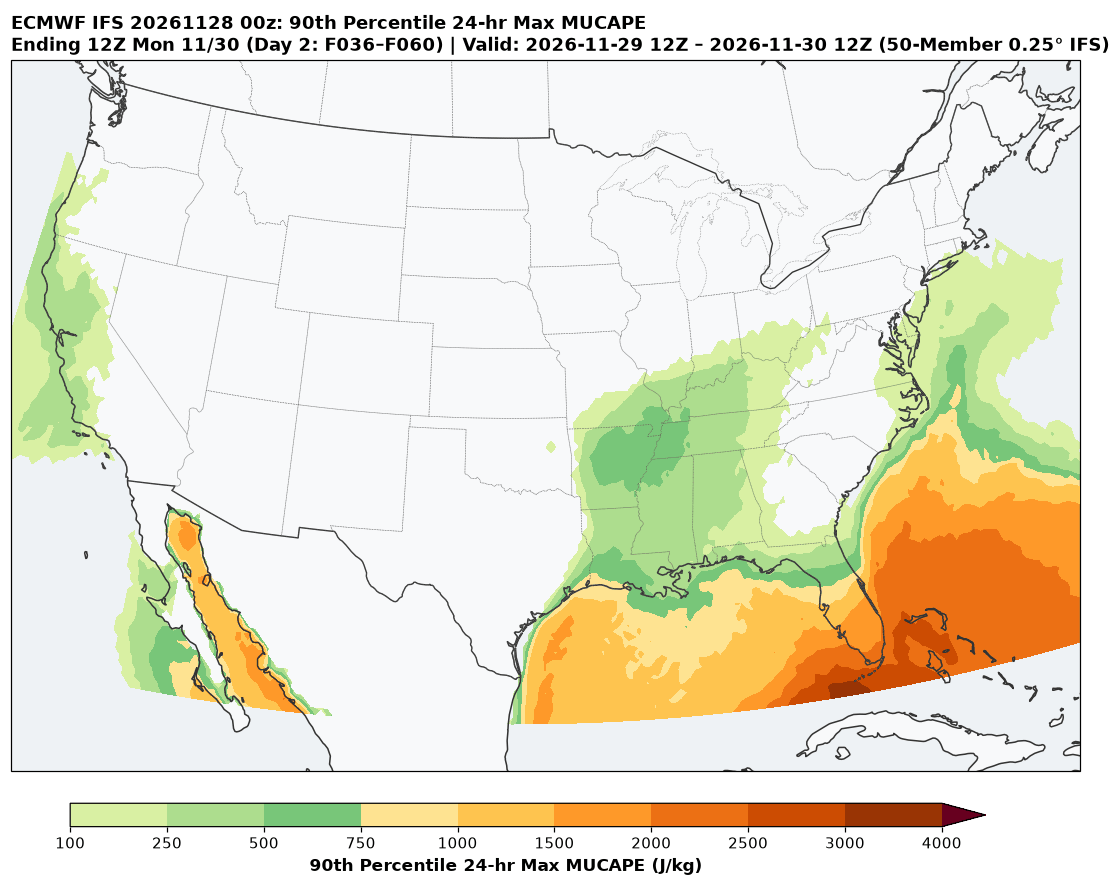 ECMWF IFS 20261128 00z: 90th Percentile 24-hr Max MUCAPE
Ending 12Z Mon 11/30 (Day 2: F036–F060) | Valid: 2026-11-29 12Z – 2026-11-30 12Z (50-Member 0.25° IFS)
100 250 500 750 1000 1500 2000 2500 3000 4000
90th Percentile 24-hr Max MUCAPE (J/kg)